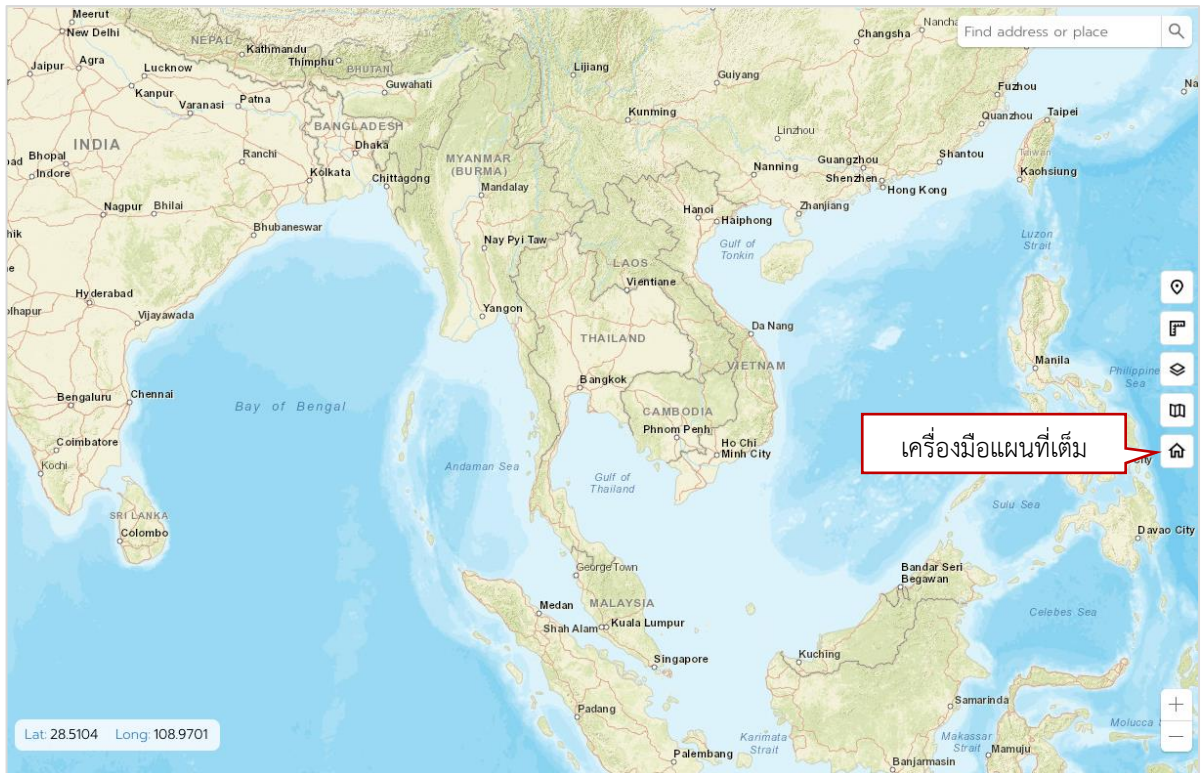 Meerut
New Delhi
NEPAL
Kathmandu
Thimphu
BHUTAN
Lijiang
Changsha
Nancha
Find address or place
Jaipur
Agra
Lucknow
Guwahati
Guiyang
Fuzhou
Na
Kanpur
Varanasi
Patna
Kunming
Quanzhou
Taipei
BANGLADESH
Linzhou
INDIA
Dhaka
Taiwan
Bhopal
Ranchi
MYANMAR
(BURMA)
Guangzhou
Shantou
Indore
Kolkata
Chittagong
Mandalay
Nanning
Shenzhen
Hong Kong
Kaohsiung
Nagpur
Bhilai
Hanoi
Haiphong
Zhanjiang
hik
Bhubaneswar
Nay Pyi Taw
Gulf of
Tonkin
Luzon
Strait
LAOS
Vientiane
Hyderabad
olhapur
Vijayawada
Yangon
Da Nang
THAILAND
Manila
VIETNAM
Philippine
Sea
Bangkok
Bengaluru
Chennai
Bay of Bengal
CAMBODIA
Phnom Penh
Coimbatore
Ho Chi
Minh City
เครื่องมือแผนที่เต็ม
ity
Kochi
Andaman Sea
Gulf of
Thailand
Sulu Sea
SRI LANKA
Colombo
Davao City
George Town
Bandar Seri
Begawan
Medan
MALAYSIA
Celebes Sea
Shah Alam
Kuala Lumpur
Singapore
Kuching
Samarinda
Padang
Molucca
Lat: 28.5104 Long: 108.9701
Karimata
Strait
Makassar
Strait
Mamuju
Palembang
Banjarmasin